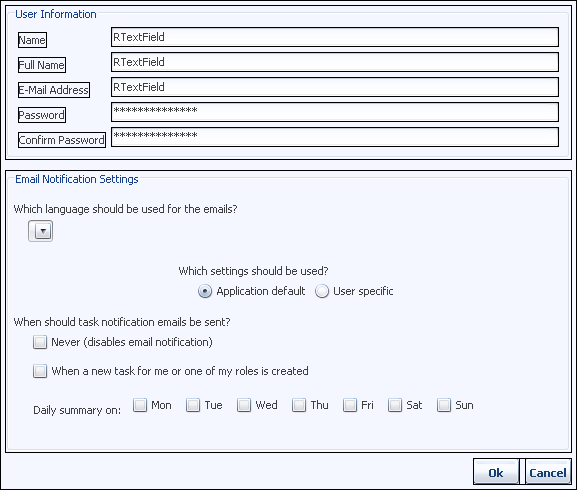 User Information
Name RTextField
Full Name RTextField
E-Mail Address RTextField
Password **************
Confirm Password **************
Email Notification Settings
Which language should be used for the emails?
Which settings should be used?
Application default User specific
When should task notification emails be sent?
Never (disables email notification)
When a new task for me or one of my roles is created
Daily summary on: Mon Tue Wed Thu Fri Sat Sun
Ok Cancel